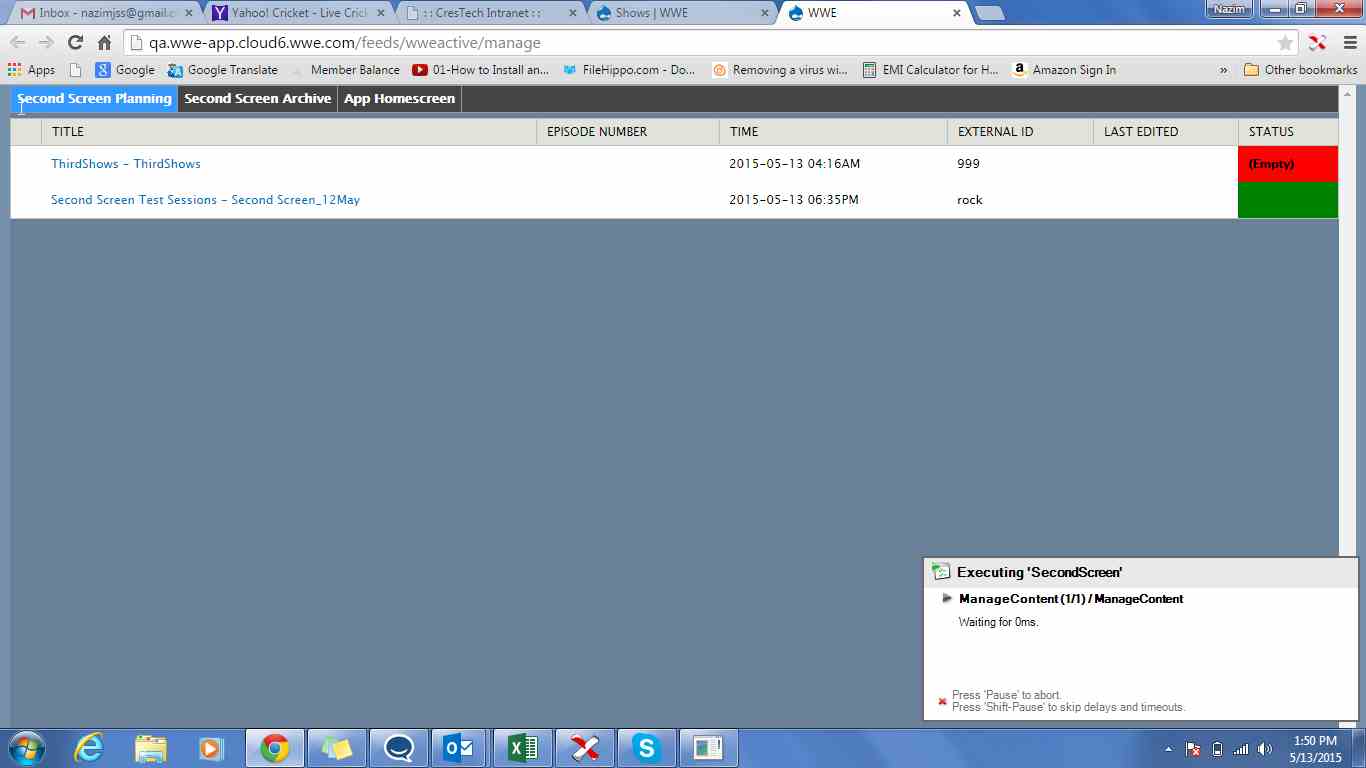 Inbox - nazimjss@gmail.c
Yahoo! Cricket - Live Crick
: : CresTech Intranet : :
Shows | WWE
WWE
Nazim
qa.wwe-app.cloud6.wwe.com/feeds/wweactive/manage
Apps
Google
Google Translate
Member Balance
01-How to Install an...
FileHippo.com - Do...
Removing a virus wi...
EMI Calculator for H...
Amazon Sign In
»
Other bookmarks
Second Screen Planning
Second Screen Archive
App Homescreen
TITLE EPISODE NUMBER TIME EXTERNAL ID LAST EDITED STATUS
ThirdShows - ThirdShows 2015-05-13 04:16AM 999 (Empty)
Second Screen Test Sessions - Second Screen_12May 2015-05-13 06:35PM rock
Executing 'SecondScreen'
ManageContent (1/1) / ManageContent
Waiting for 0ms.
Press 'Pause' to abort.
Press 'Shift-Pause' to skip delays and timeouts.
1:50 PM
5/13/2015